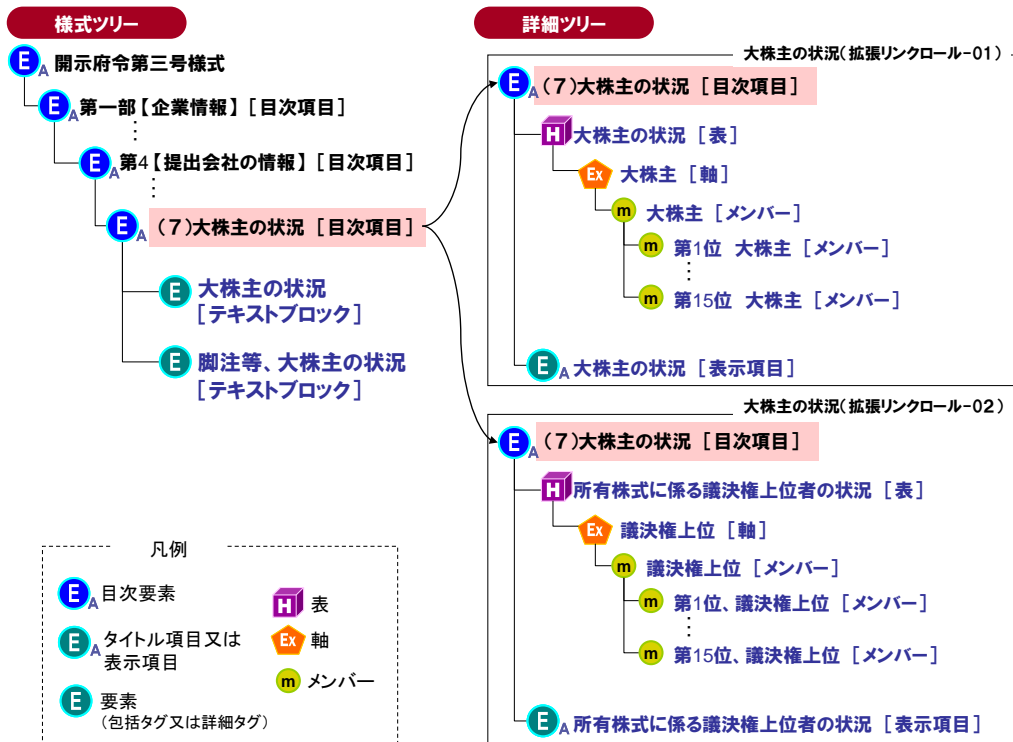 様式ツリー
E A 開示府令第三号様式
E A 第一部【企業情報】［目次項目］
⋮
E A 第4【提出会社の情報】［目次項目］
⋮
E A (7)大株主の状況 ［目次項目］
E 大株主の状況
［テキストブロック］
E 脚注等、大株主の状況
［テキストブロック］
凡例
E A 目次要素
E A タイトル項目又は
表示項目
E 要素
(包括タグ又は詳細タグ)
H 表
Ex 軸
m メンバー
詳細ツリー
大株主の状況(拡張リンクロール-01)
E A (7)大株主の状況 ［目次項目］
H 大株主の状況 ［表］
Ex 大株主 ［軸］
m 大株主 ［メンバー］
m 第1位 大株主 ［メンバー］
⋮
m 第15位 大株主 ［メンバー］
E A 大株主の状況 ［表示項目］
大株主の状況(拡張リンクロール-02)
E A (7)大株主の状況 ［目次項目］
H 所有株式に係る議決権上位者の状況 ［表］
Ex 議決権上位 ［軸］
m 議決権上位 ［メンバー］
m 第1位、議決権上位 ［メンバー］
⋮
m 第15位、議決権上位 ［メンバー］
E A 所有株式に係る議決権上位者の状況 ［表示項目］